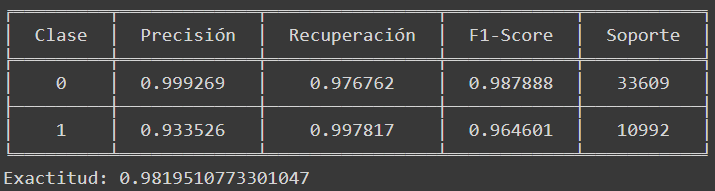 Clase Precisión Recuperación F1-Score Soporte
0 0.999269 0.976762 0.987888 33609
1 0.933526 0.997817 0.964601 10992
Exactitud: 0.9819510773301047